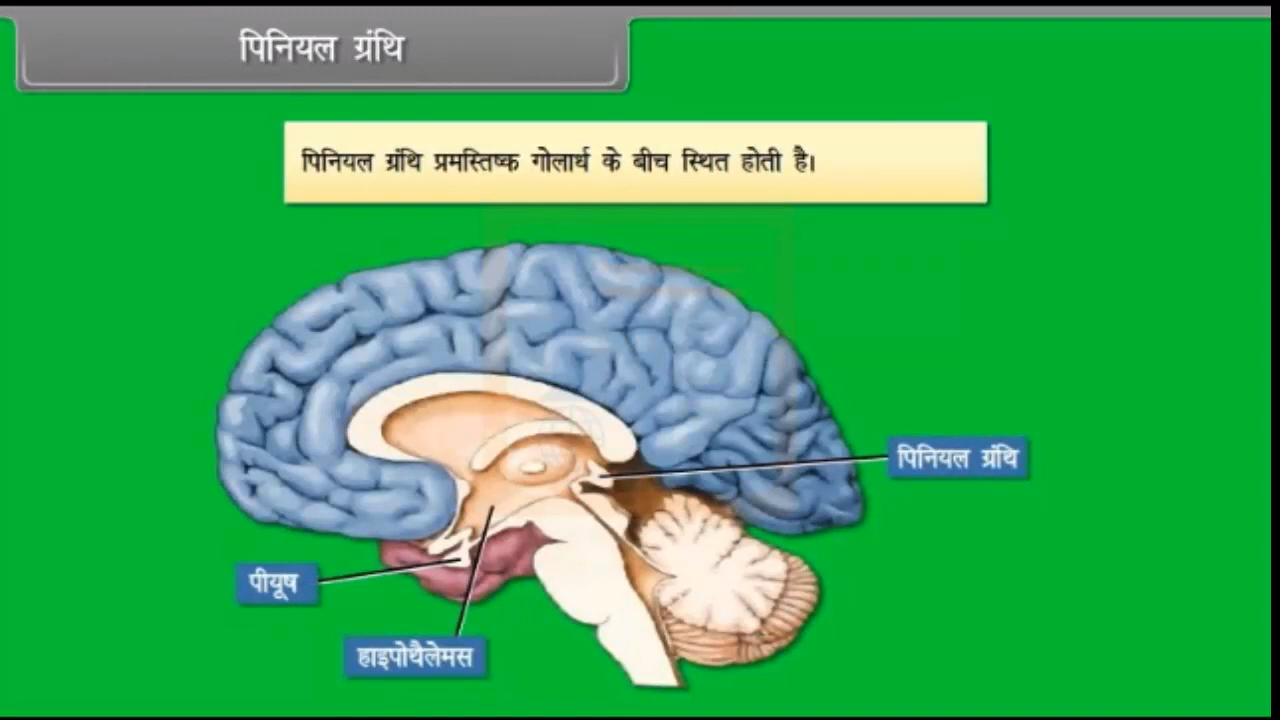 पिनियल ग्रंथि
पिनियल ग्रंथि प्रमस्तिष्क गोलार्ध के बीच स्थित होती है।
पिनियल ग्रंथि
पीयूष
हाइपोथैलेमस